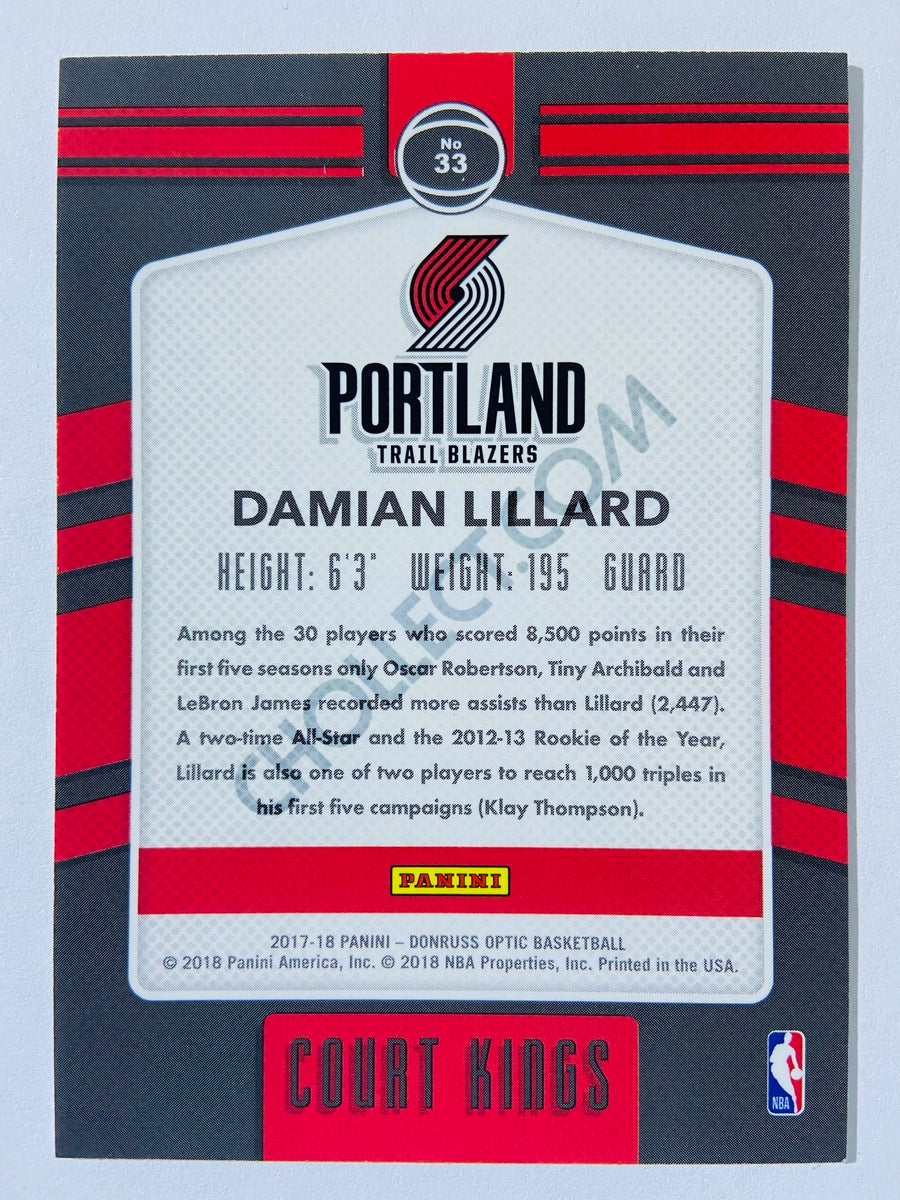 No
33
PORTLAND
TRAIL BLAZERS
DAMIAN LILLARD
HEIGHT: 6'3" WEIGHT: 195 GUARD
Among the 30 players who scored 8,500 points in their
first five seasons only Oscar Robertson, Tiny Archibald and
LeBron James recorded more assists than Lillard (2,447).
A two-time All-Star and the 2012-13 Rookie of the Year,
Lillard is also one of two players to reach 1,000 triples in
his first five campaigns (Klay Thompson).
CHOLLECT.COM
PANINI
2017-18 PANINI – DONRUSS OPTIC BASKETBALL
© 2018 Panini America, Inc. © 2018 NBA Properties, Inc. Printed in the USA.
COURT KINGS
NBA